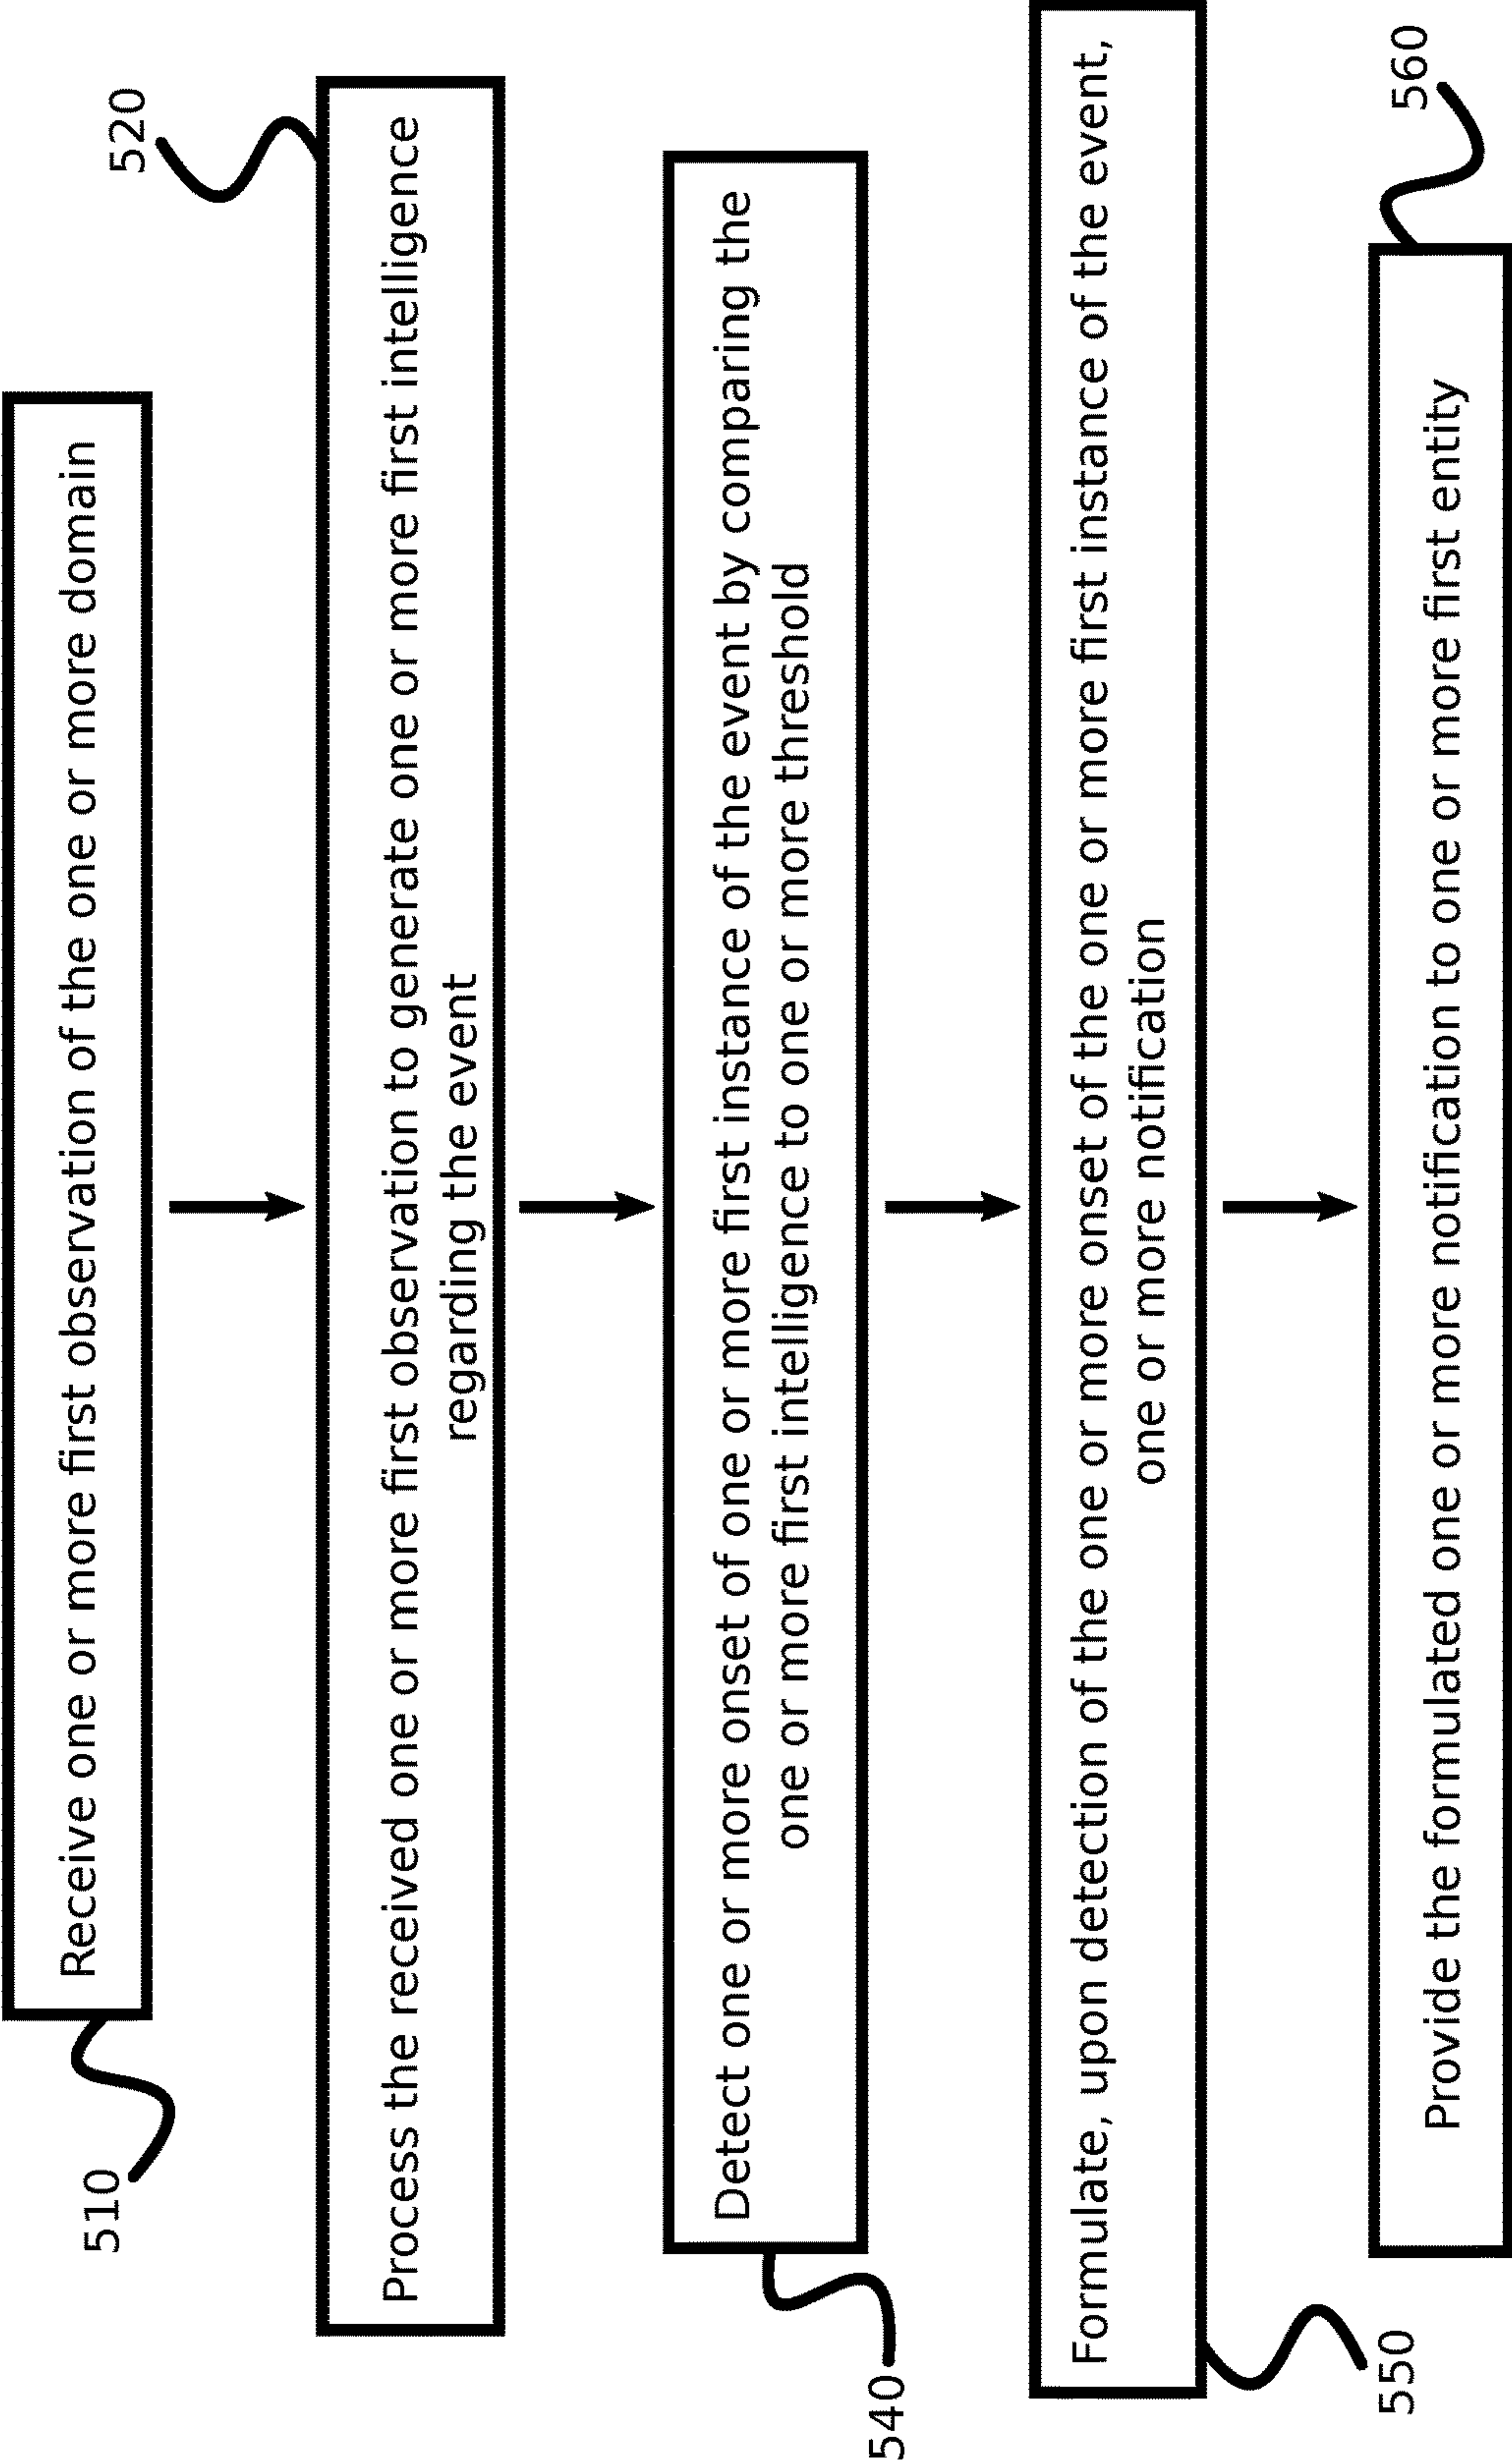 510
Receive one or more first observation of the one or more domain
520
Process the received one or more first observation to generate one or more first intelligence
regarding the event
540
Detect one or more onset of one or more first instance of the event by comparing the
one or more first intelligence to one or more threshold
Formulate, upon detection of the one or more onset of the one or more first instance of the event,
one or more notification
550
560
Provide the formulated one or more notification to one or more first entity